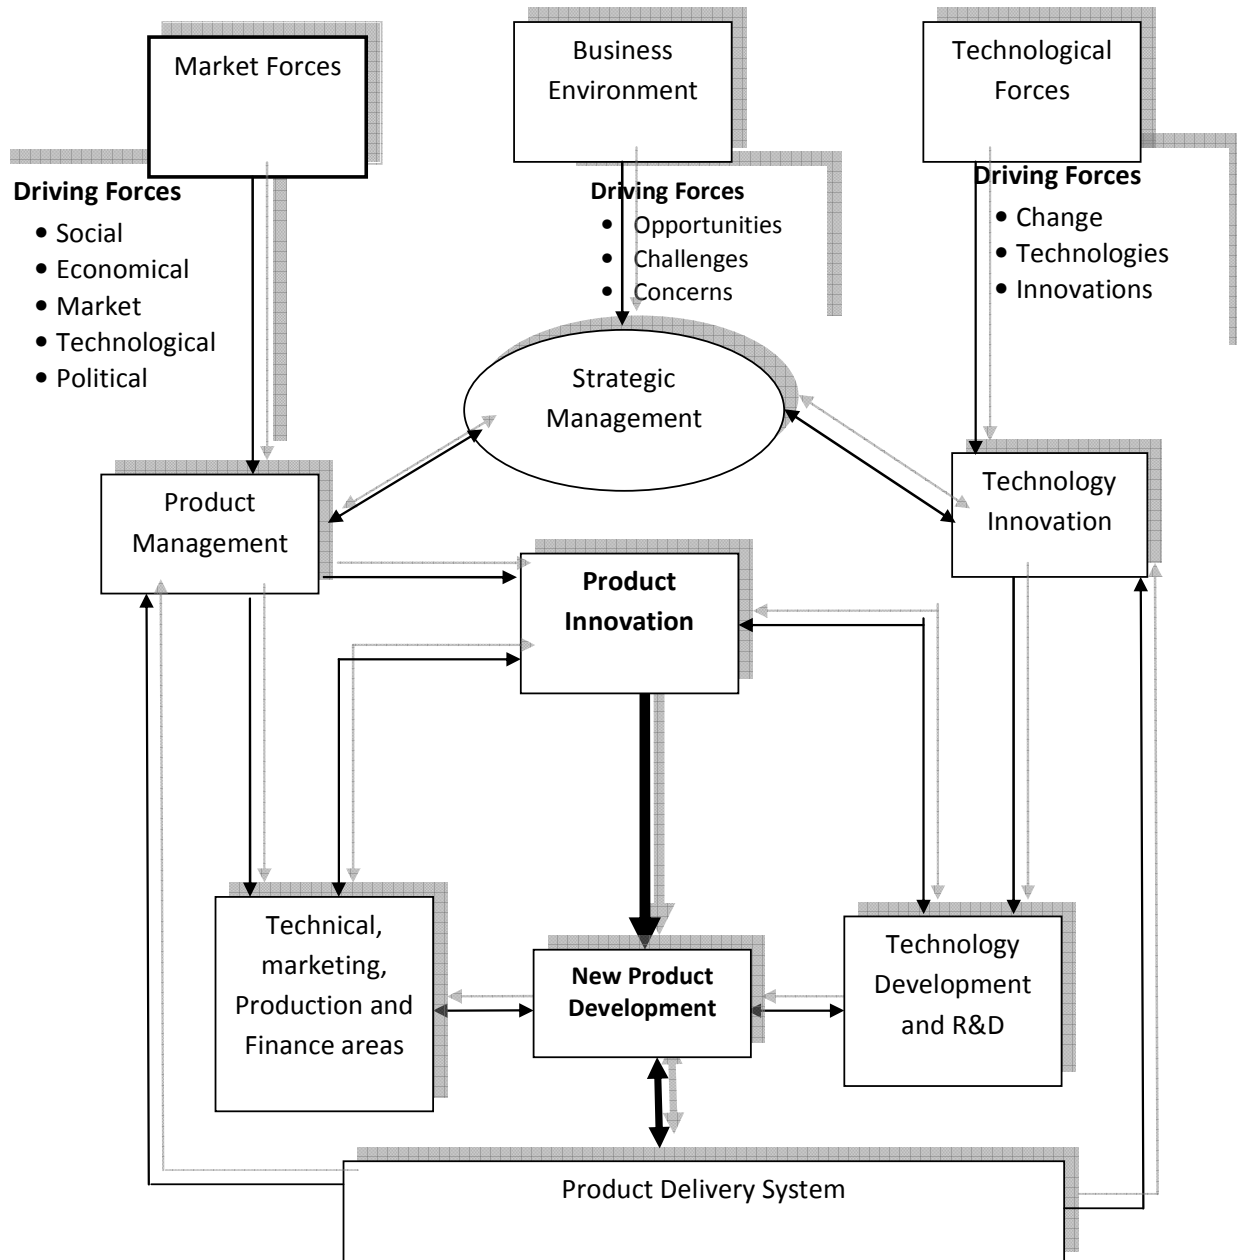 Market Forces
Business
Environment
Technological
Forces
Driving Forces
• Social
• Economical
• Market
• Technological
• Political
Driving Forces
• Opportunities
• Challenges
• Concerns
Driving Forces
• Change
• Technologies
• Innovations
Strategic
Management
Product
Management
Technology
Innovation
Product
Innovation
Technical,
marketing,
Production and
Finance areas
New Product
Development
Technology
Development
and R&D
Product Delivery System